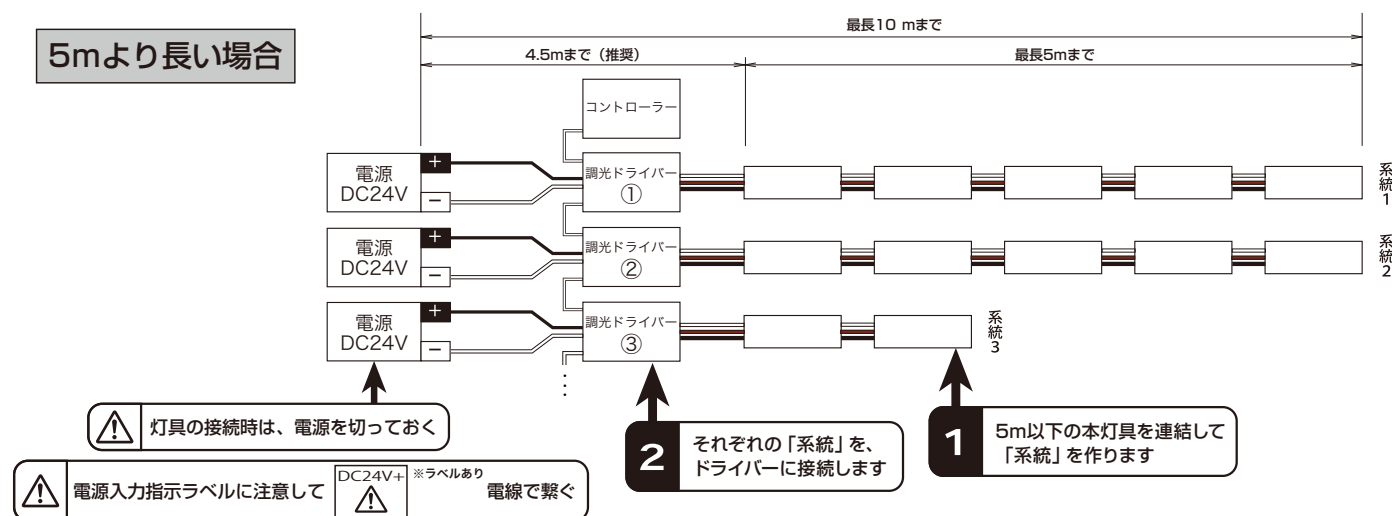 5mより長い場合
最長10 mまで
4.5mまで（推奨）
最長5mまで
コントローラー
電源
DC24V
+
−
調光ドライバー
①
系統1
電源
DC24V
+
−
調光ドライバー
②
系統2
電源
DC24V
+
−
調光ドライバー
③
系統3
⋮
灯具の接続時は、電源を切っておく
2
それぞれの「系統」を、
ドライバーに接続します
1
5m以下の本灯具を連結して
「系統」を作ります
電源入力指示ラベルに注意して DC24V+ ※ラベルあり 電線で繋ぐ